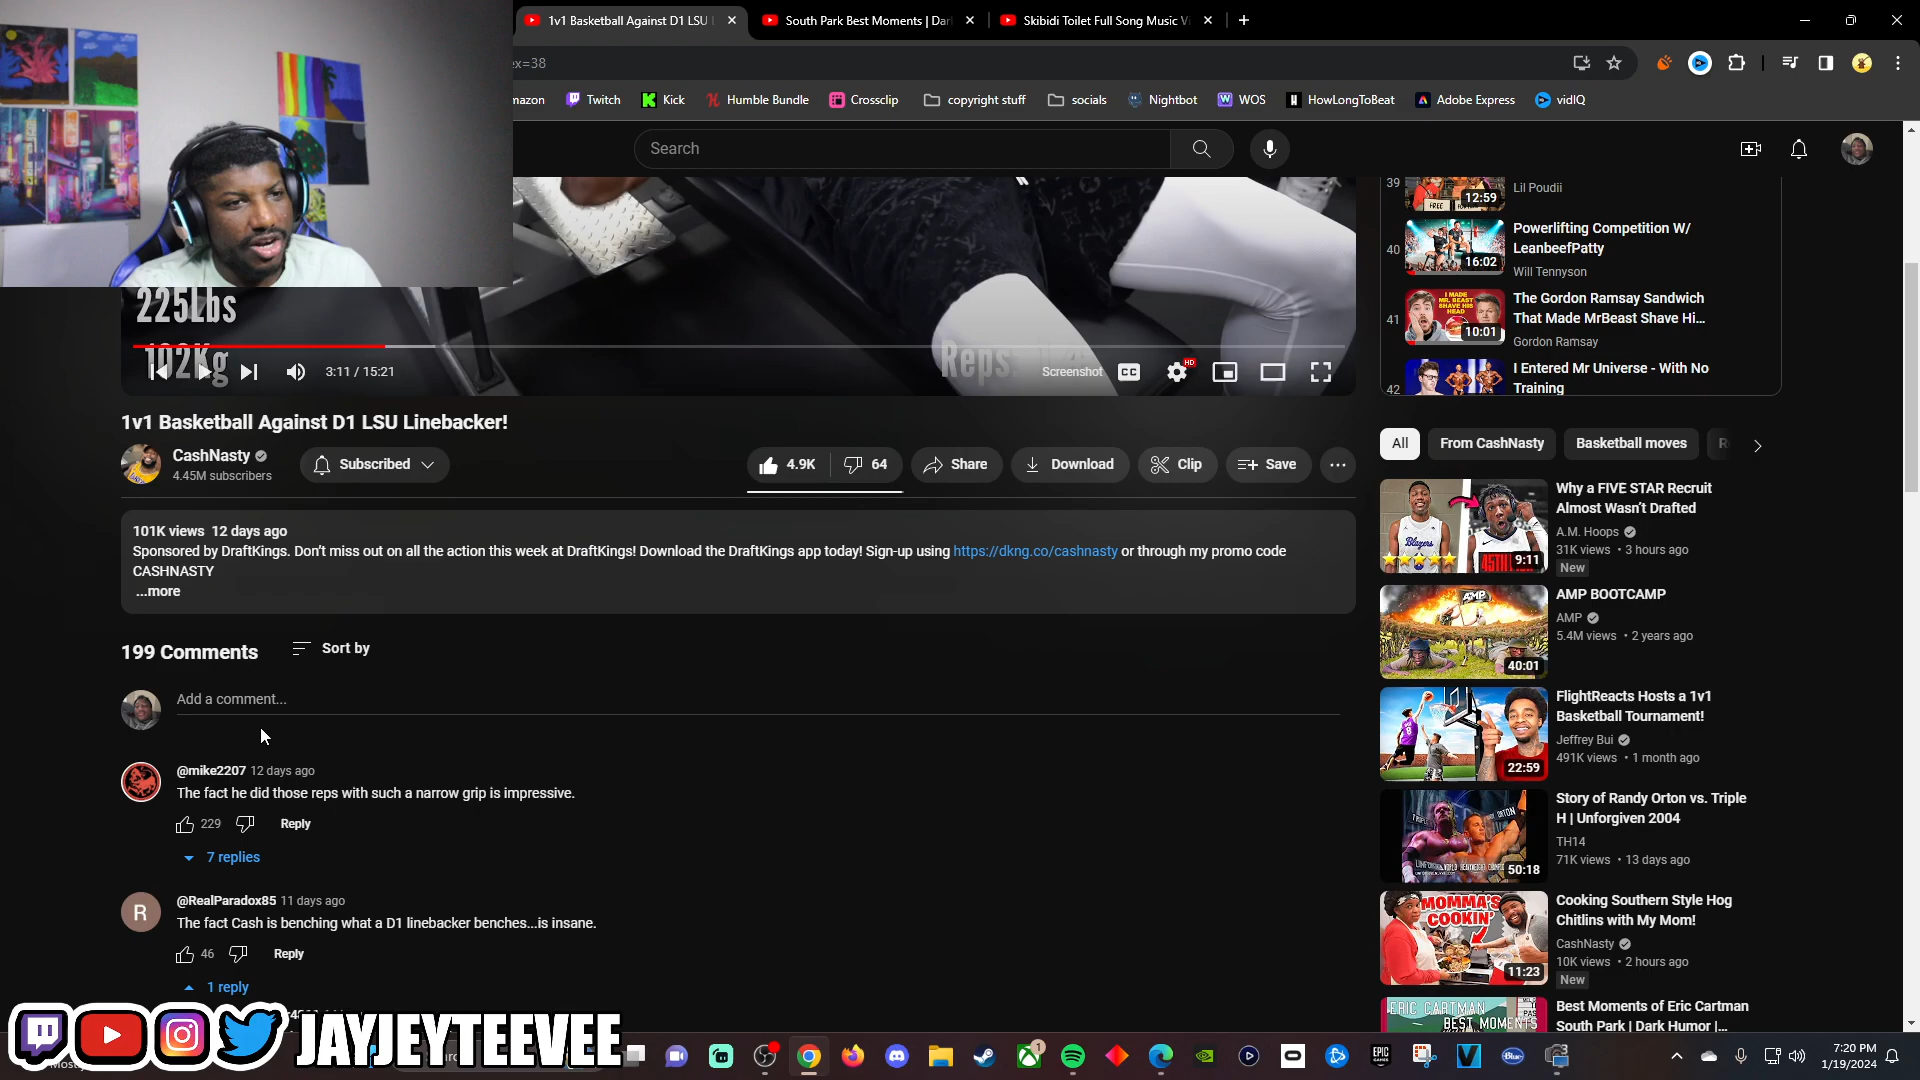 1v1 Basketball Against D1 LSU
South Park Best Moments | Dar
Skibidi Toilet Full Song Music V
ex=38
mazon
Twitch
Kick
Humble Bundle
Crossclip
copyright stuff
socials
Nightbot
WOS
HowLongToBeat
Adobe Express
vidIQ
Search
225Lbs
102Kg
Reps:
3:11 / 15:21
Screenshot
CC
HD
1v1 Basketball Against D1 LSU Linebacker!
CashNasty
4.45M subscribers
Subscribed
4.9K
64
Share
Download
Clip
Save
101K views 12 days ago
Sponsored by DraftKings. Don't miss out on all the action this week at DraftKings! Download the DraftKings app today! Sign-up using https://dkng.co/cashnasty or through my promo code
CASHNASTY
...more
199 Comments
Sort by
Add a comment...
@mike2207 12 days ago
The fact he did those reps with such a narrow grip is impressive.
229
Reply
7 replies
@RealParadox85 11 days ago
The fact Cash is benching what a D1 linebacker benches...is insane.
46
Reply
1 reply
39
12:59
Lil Poudii
40
16:02
Powerlifting Competition W/
LeanbeefPatty
Will Tennyson
41
I MADE
MR. BEAST
SHAVE HIS
HEAD
10:01
The Gordon Ramsay Sandwich
That Made MrBeast Shave Hi...
Gordon Ramsay
42
I Entered Mr Universe - With No
Training
All
From CashNasty
Basketball moves
R
Blazers
45TH
9:11
Why a FIVE STAR Recruit
Almost Wasn't Drafted
A.M. Hoops
31K views • 3 hours ago
New
AMP
40:01
AMP BOOTCAMP
AMP
5.4M views • 2 years ago
22:59
FlightReacts Hosts a 1v1
Basketball Tournament!
Jeffrey Bui
491K views • 1 month ago
50:18
Story of Randy Orton vs. Triple
H | Unforgiven 2004
TH14
71K views • 13 days ago
MOMMA'S
COOKIN'
11:23
Cooking Southern Style Hog
Chitlins with My Mom!
CashNasty
10K views • 2 hours ago
New
ERIC CARTMAN
BEST MOMENTS
Best Moments of Eric Cartman
South Park | Dark Humor |...
JAYJEYTEEVEE
1
EPIC
GAMES
Blue
7:20 PM
1/19/2024